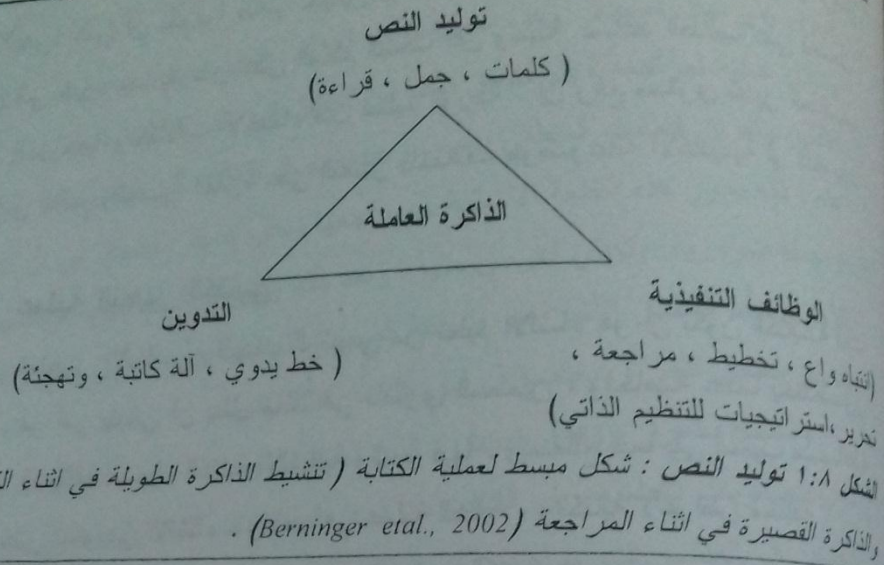 توليد النص
( كلمات ، جمل ، قراءة)
الذاكرة العاملة
الوظائف التنفيذية
(انتباه واع ، تخطيط ، مراجعة ،
تحرير ،استراتيجيات للتنظيم الذاتي)
التدوين
( خط يدوي ، آلة كاتبة ، وتهجئة)
الشكل ١:٨ توليد النص : شكل مبسط لعملية الكتابة ( تنشيط الذاكرة الطويلة في اثناء
والذاكرة القصيرة في اثناء المراجعة (Berninger etal., 2002) .